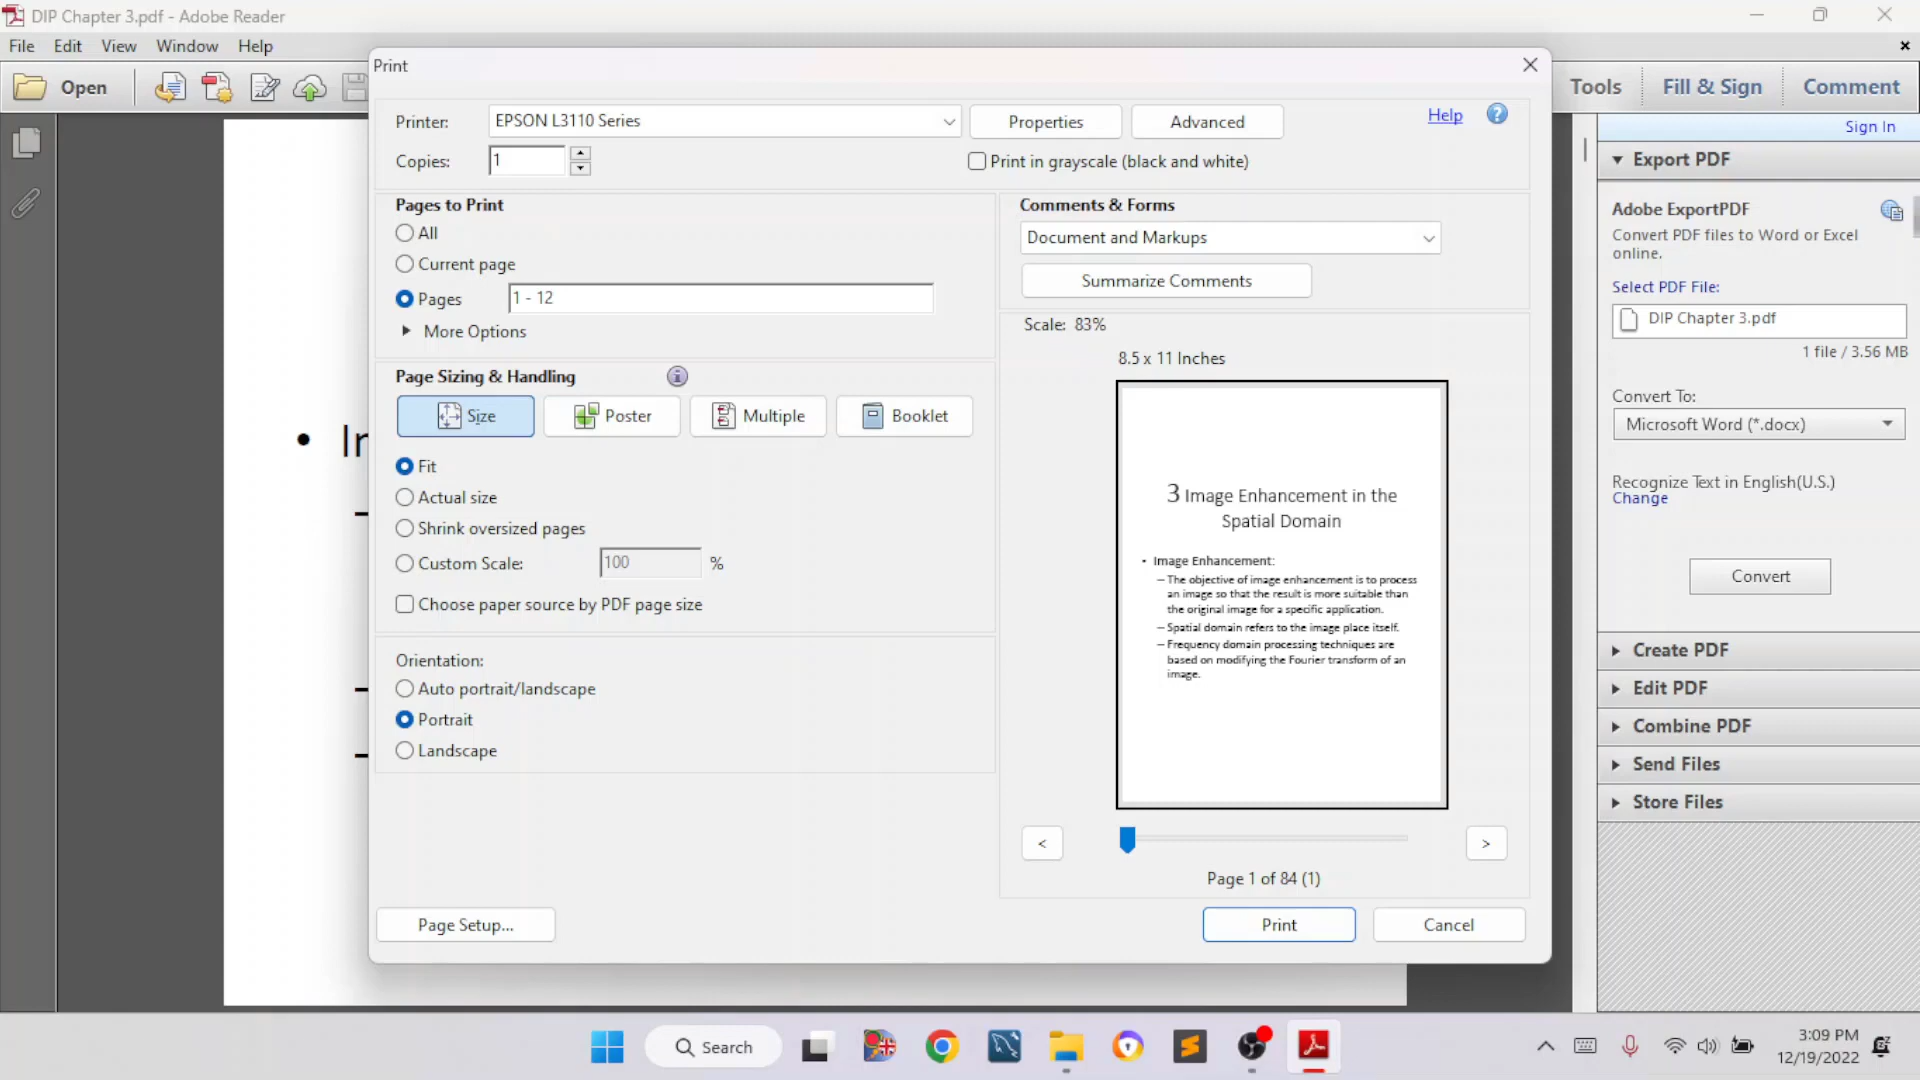 DIP Chapter 3.pdf - Adobe Reader
File Edit View Window Help
Open
Tools Fill & Sign Comment
Print
Printer: EPSON L3110 Series Properties Advanced Help
Copies: 1 Print in grayscale (black and white)
Pages to Print
All
Current page
Pages 1 - 12
More Options
Page Sizing & Handling
Size Poster Multiple Booklet
Fit
Actual size
Shrink oversized pages
Custom Scale: 100 %
Choose paper source by PDF page size
Orientation:
Auto portrait/landscape
Portrait
Landscape
Page Setup...
Comments & Forms
Document and Markups
Summarize Comments
Scale: 83%
8.5 x 11 Inches
3 Image Enhancement in the
Spatial Domain
• Image Enhancement:
– The objective of image enhancement is to process
an image so that the result is more suitable than
the original image for a specific application.
– Spatial domain refers to the image place itself.
– Frequency domain processing techniques are
based on modifying the Fourier transform of an
image.
< >
Page 1 of 84 (1)
Print Cancel
Sign In
Export PDF
Adobe ExportPDF
Convert PDF files to Word or Excel
online.
Select PDF File:
DIP Chapter 3.pdf
1 file / 3.56 MB
Convert To:
Microsoft Word (*.docx)
Recognize Text in English(U.S.)
Change
Convert
Create PDF
Edit PDF
Combine PDF
Send Files
Store Files
Search
3:09 PM
12/19/2022